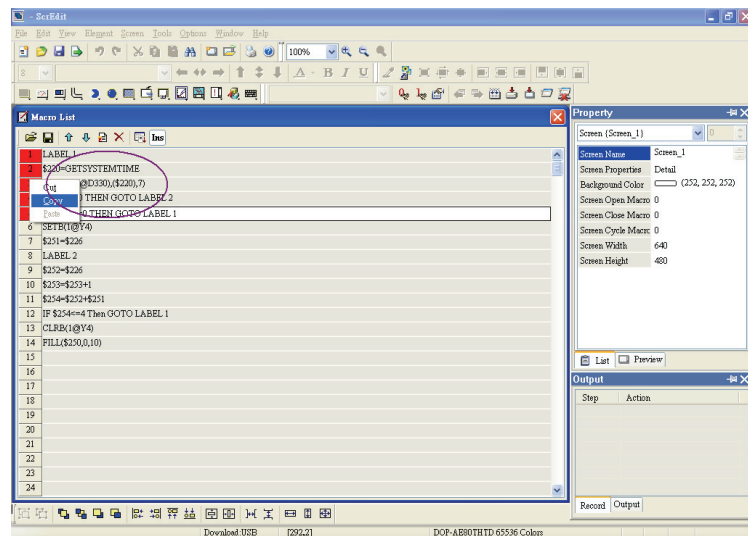 - ScrEdit
File Edit View Element Screen Tools Options Window Help
100%
8
A B I U
Macro List
Ins
1 LABEL 1
2 $220=GETSYSTEMTIME
@D330),($220),7)
THEN GOTO LABEL 2
0 THEN GOTO LABEL 1
Cut
Copy
Paste
6 SETB(1@Y4)
7 $251=$226
8 LABEL 2
9 $252=$226
10 $253=$253+1
11 $254=$252+$251
12 IF $254<=4 Then GOTO LABEL 1
13 CLRB(1@Y4)
14 FILL($250,0,10)
15
16
17
18
19
20
21
22
23
24
Property
Screen {Screen_1}
0
Screen Name Screen_1
Screen Properties Detail
Background Color (252, 252, 252)
Screen Open Macro 0
Screen Close Macro 0
Screen Cycle Macro 0
Screen Width 640
Screen Height 480
List Preview
Output
Step Action
Record Output
Download:USB [292,2] DOP-AE80THTD 65536 Colors